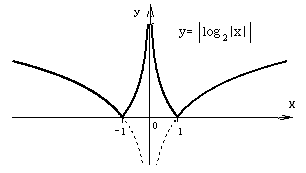 y
y= |log₂|x||
x
-1 0 1